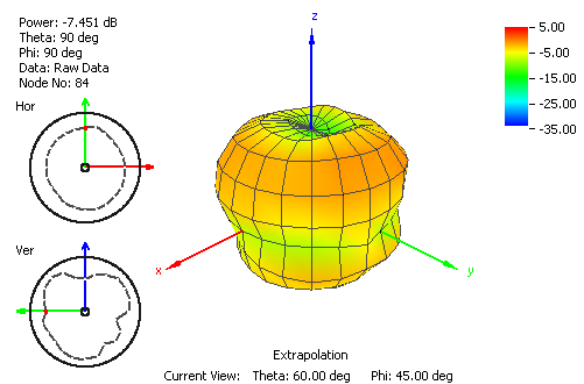 Power: -7.451 dB
Theta: 90 deg
Phi: 90 deg
Data: Raw Data
Node No: 84
Hor
Ver
z
x
y
5.00
-5.00
-15.00
-25.00
-35.00
Extrapolation
Current View: Theta: 60.00 deg Phi: 45.00 deg